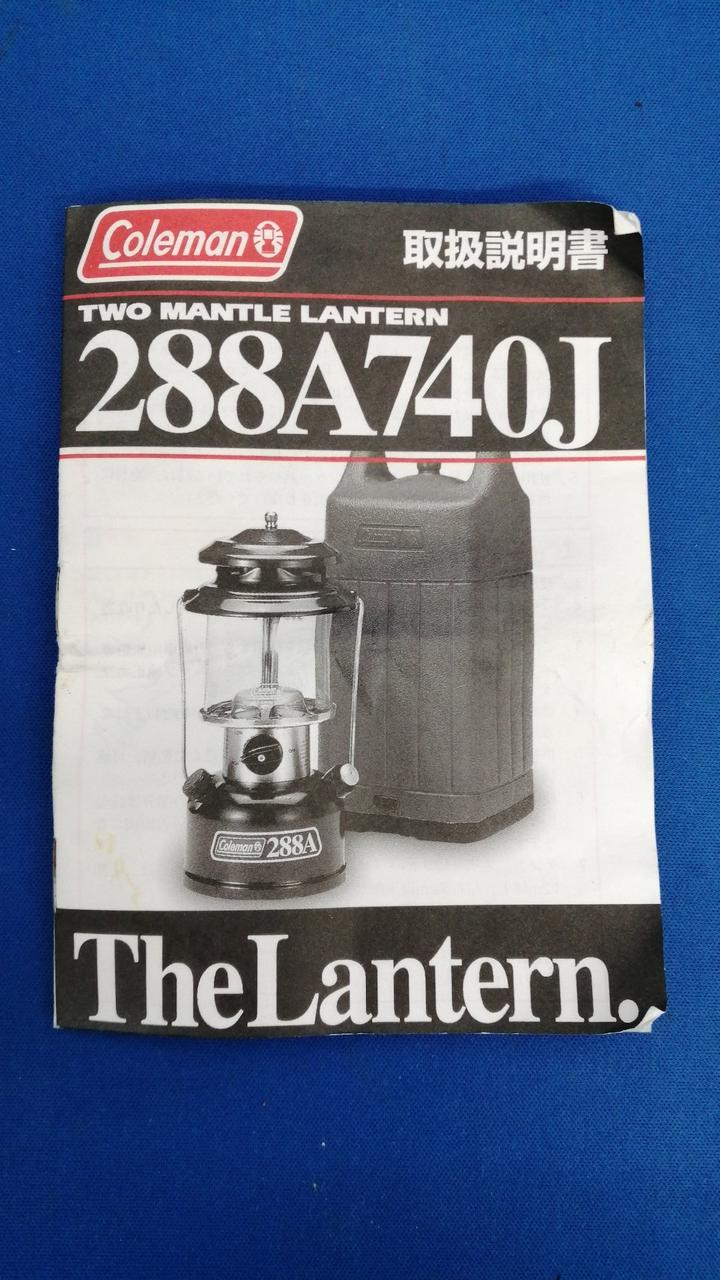 Coleman
取扱説明書
TWO MANTLE LANTERN
288A740J
Coleman 288A
The Lantern.